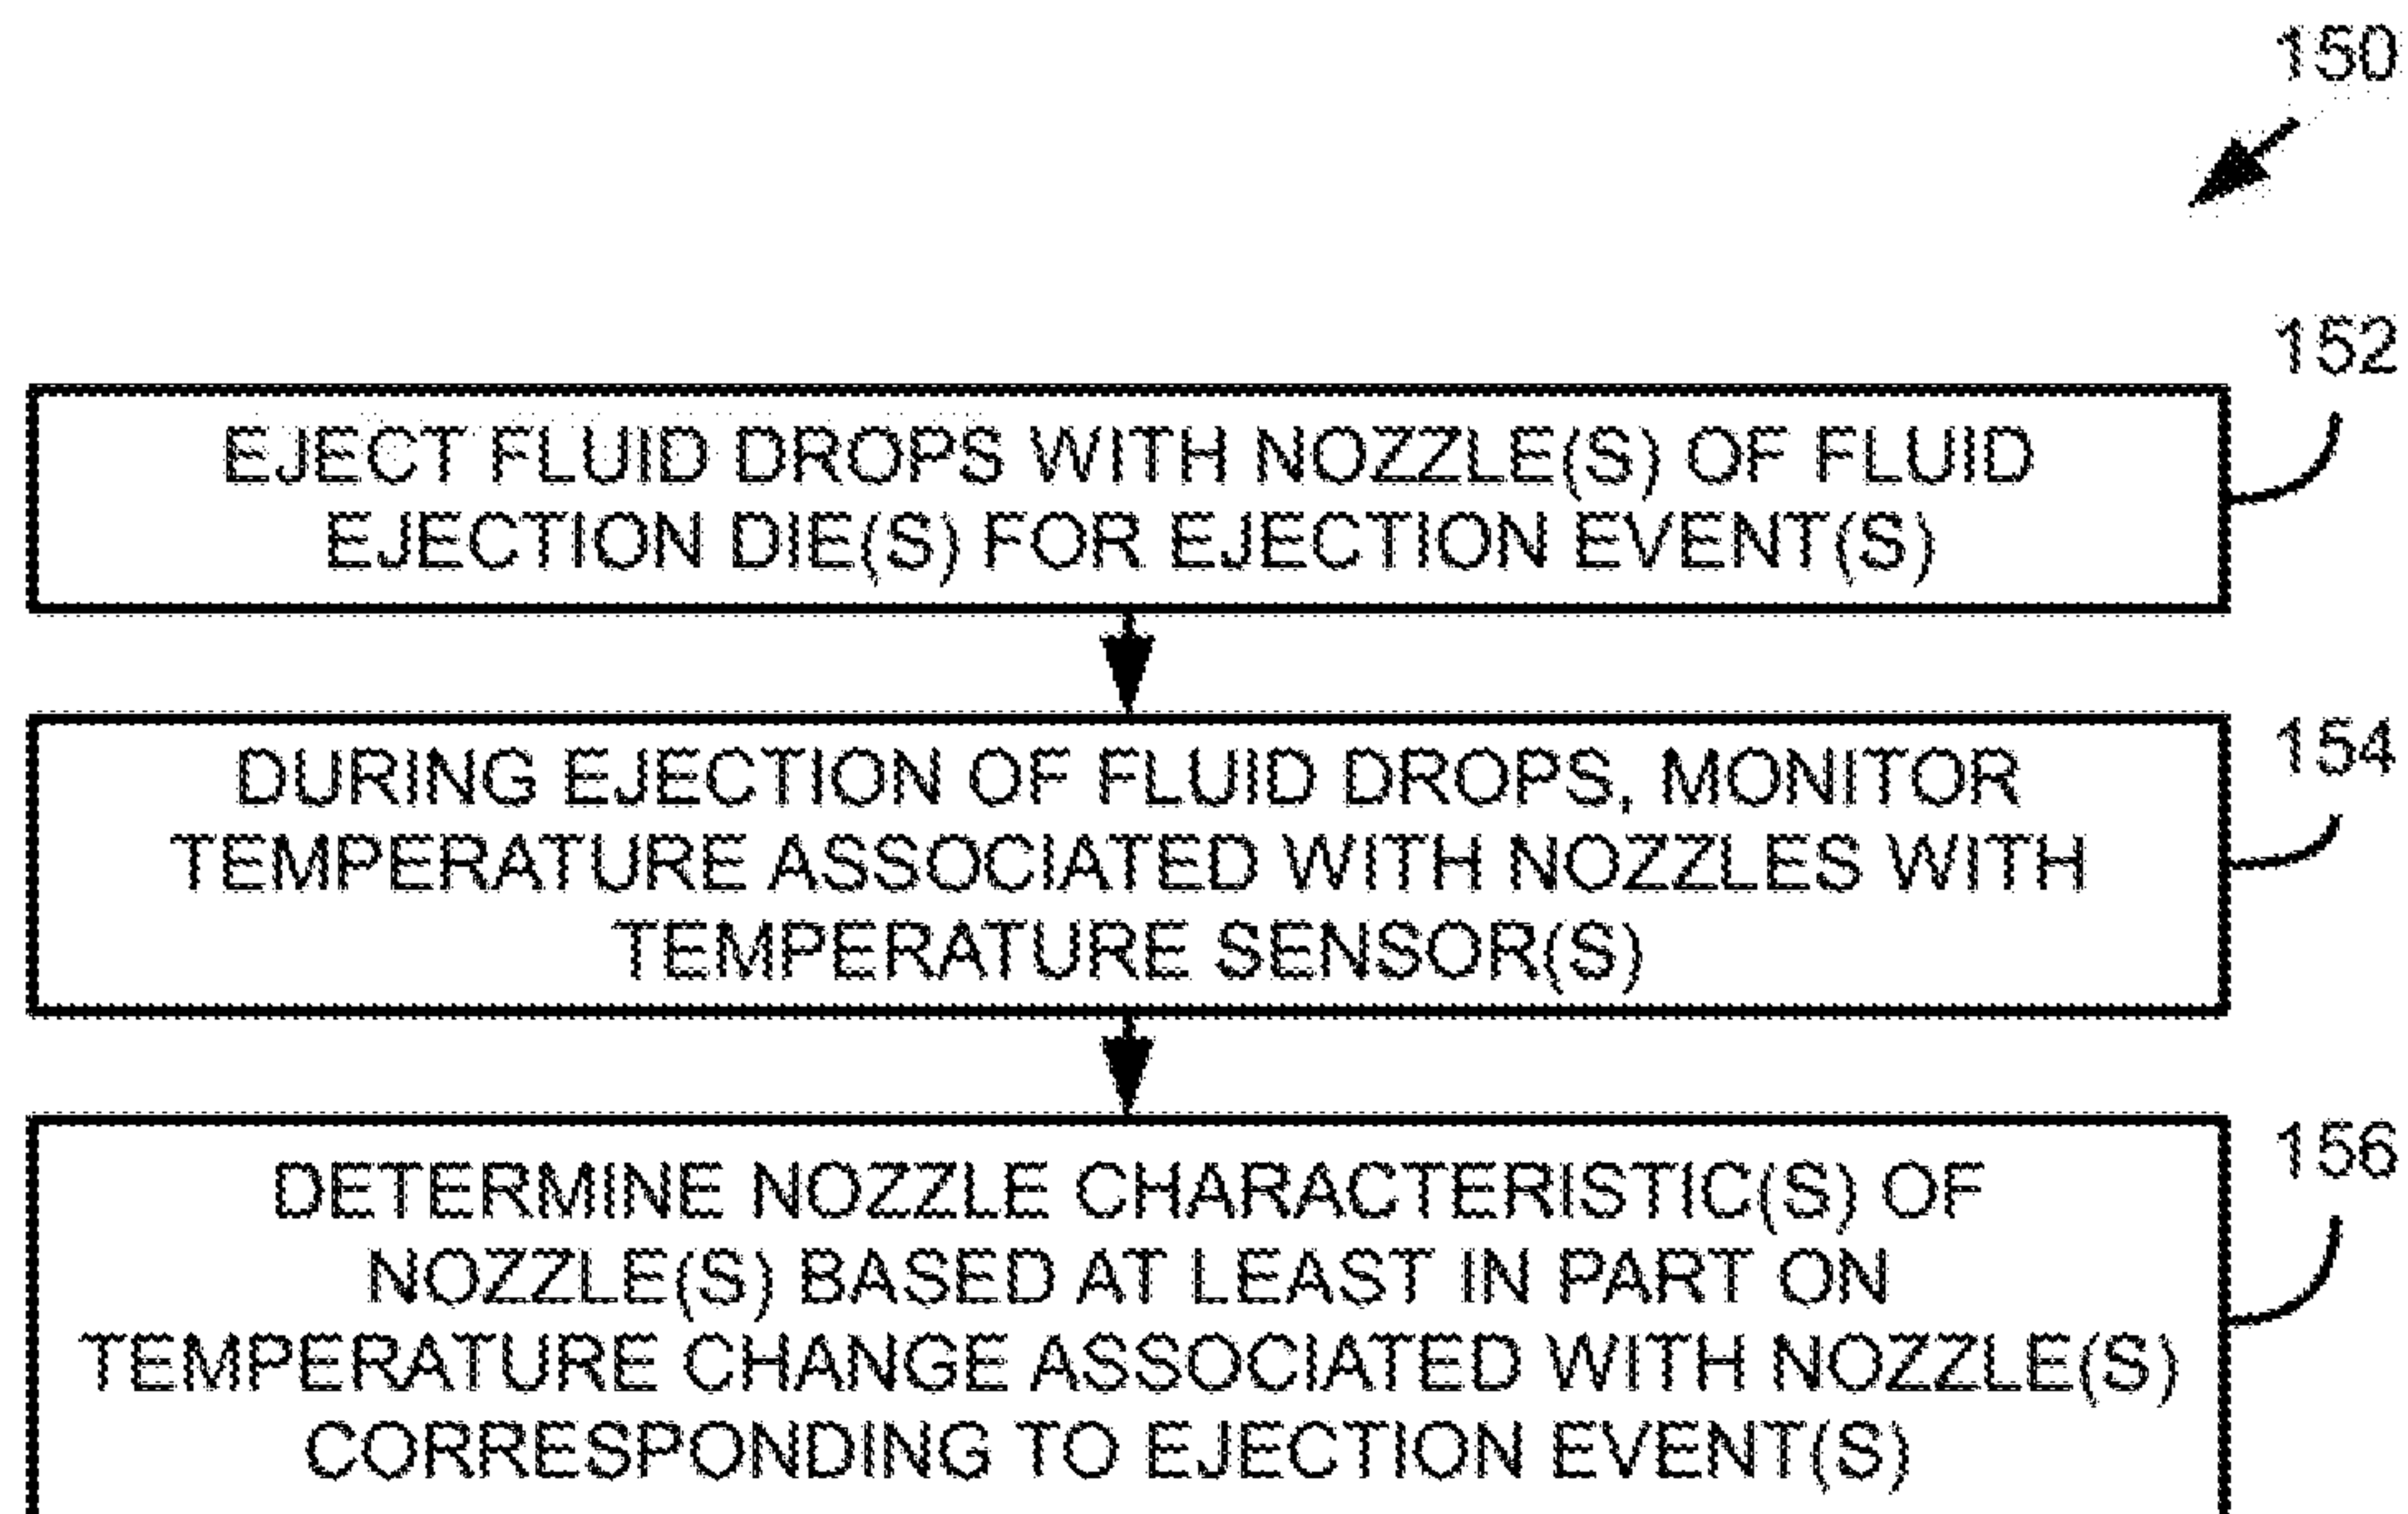 150
152
EJECT FLUID DROPS WITH NOZZLE(S) OF FLUID
EJECTION DIE(S) FOR EJECTION EVENT(S)
154
DURING EJECTION OF FLUID DROPS, MONITOR
TEMPERATURE ASSOCIATED WITH NOZZLES WITH
TEMPERATURE SENSOR(S)
156
DETERMINE NOZZLE CHARACTERISTIC(S) OF
NOZZLE(S) BASED AT LEAST IN PART ON
TEMPERATURE CHANGE ASSOCIATED WITH NOZZLE(S)
CORRESPONDING TO EJECTION EVENT(S)